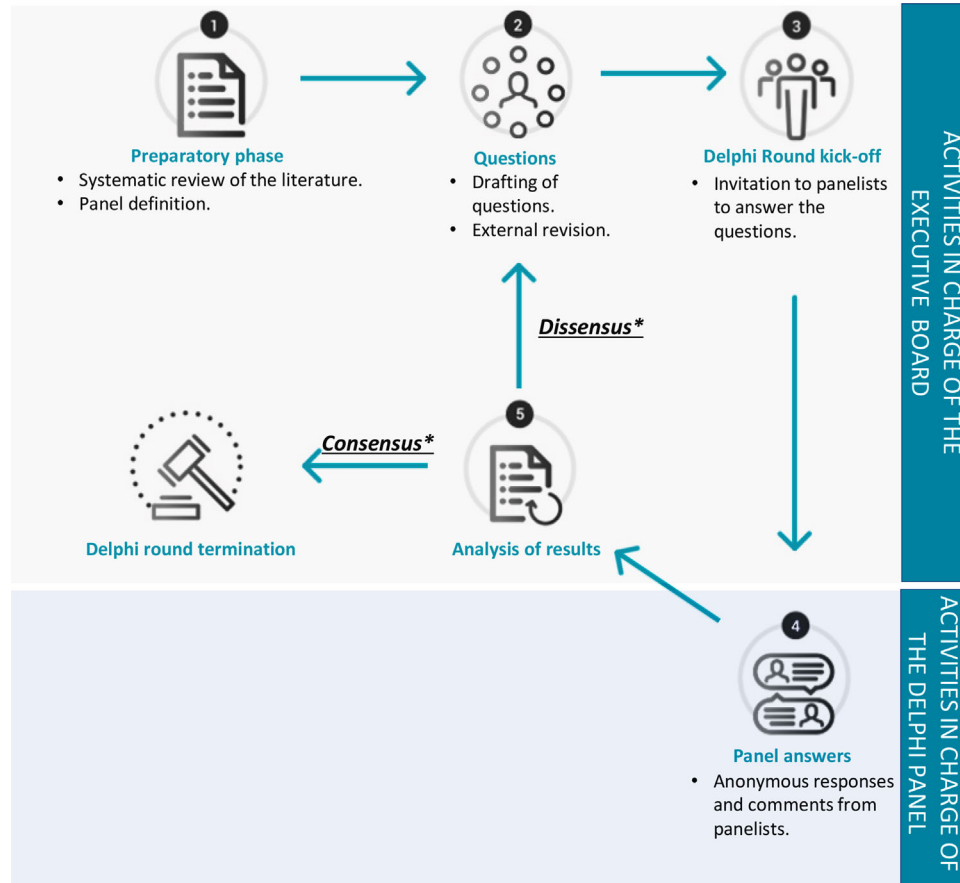 1
Preparatory phase
• Systematic review of the literature.
• Panel definition.
2
Questions
• Drafting of
questions.
• External revision.
3
Delphi Round kick-off
• Invitation to panelists
to answer the
questions.
Dissensus*
Consensus*
Delphi round termination
5
Analysis of results
4
Panel answers
• Anonymous responses
and comments from
panelists.
ACTIVITIES IN CHARGE OF THE
EXECUTIVE BOARD
ACTIVITIES IN CHARGE OF
THE DELPHI PANEL